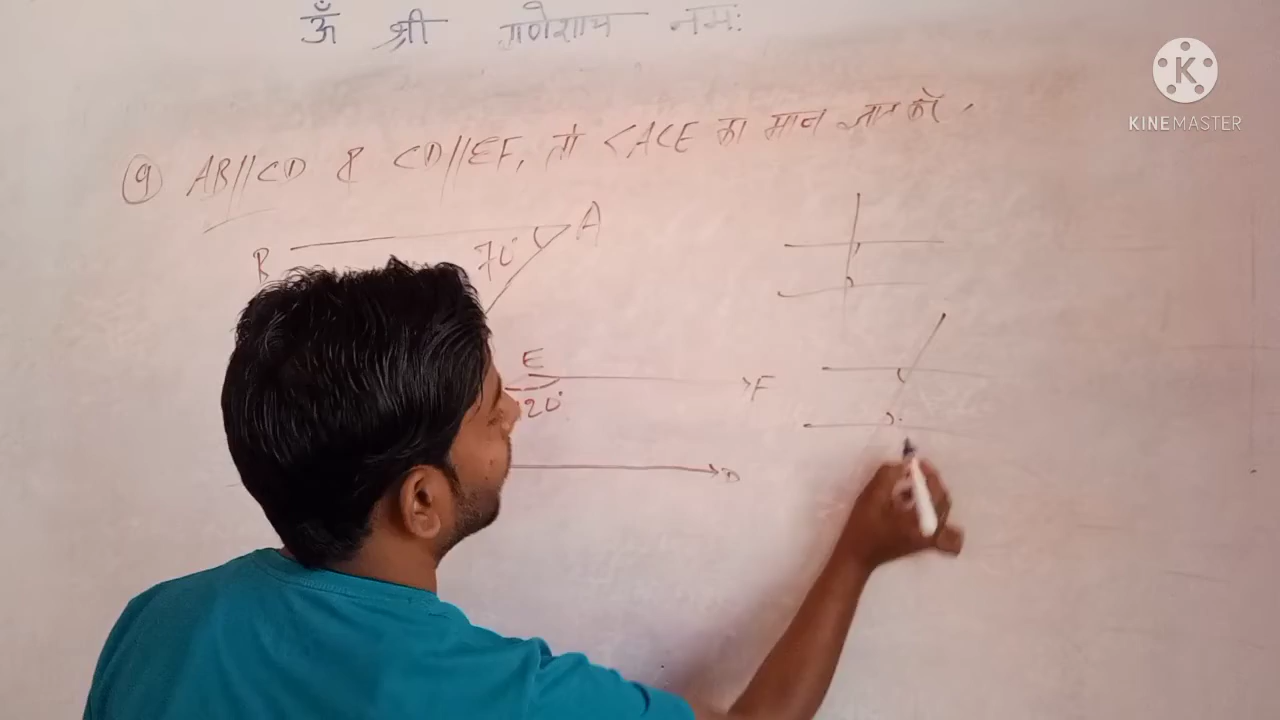 ॐ श्री गणेशाय नमः
KINEMASTER
9 AB//CD & CD//EF, तो <ACE का मान ज्ञात करें.
B A
70°
E F
20°
D